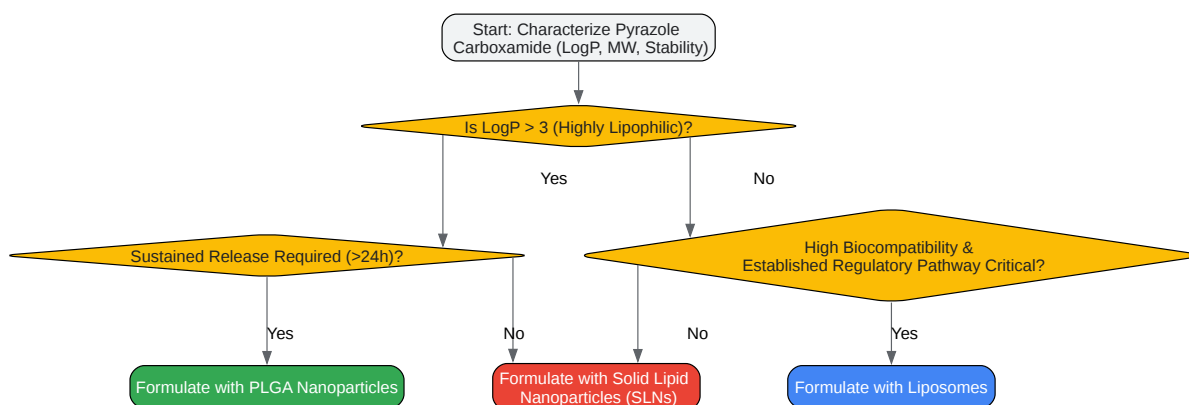 Start: Characterize Pyrazole
Carboxamide (LogP, MW, Stability)
Is LogP > 3 (Highly Lipophilic)?
Yes
No
Sustained Release Required (>24h)?
High Biocompatibility &
Established Regulatory Pathway Critical?
Yes
No
No
Yes
Formulate with PLGA Nanoparticles
Formulate with Solid Lipid
Nanoparticles (SLNs)
Formulate with Liposomes